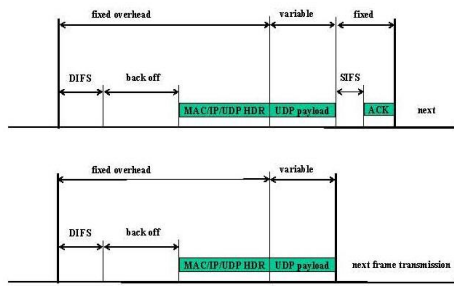 fixed overhead variable fixed
DIFS back off SIFS
MAC/IP/UDP HDR UDP payload ACK next
fixed overhead variable
DIFS back off
MAC/IP/UDP HDR UDP payload next frame transmission